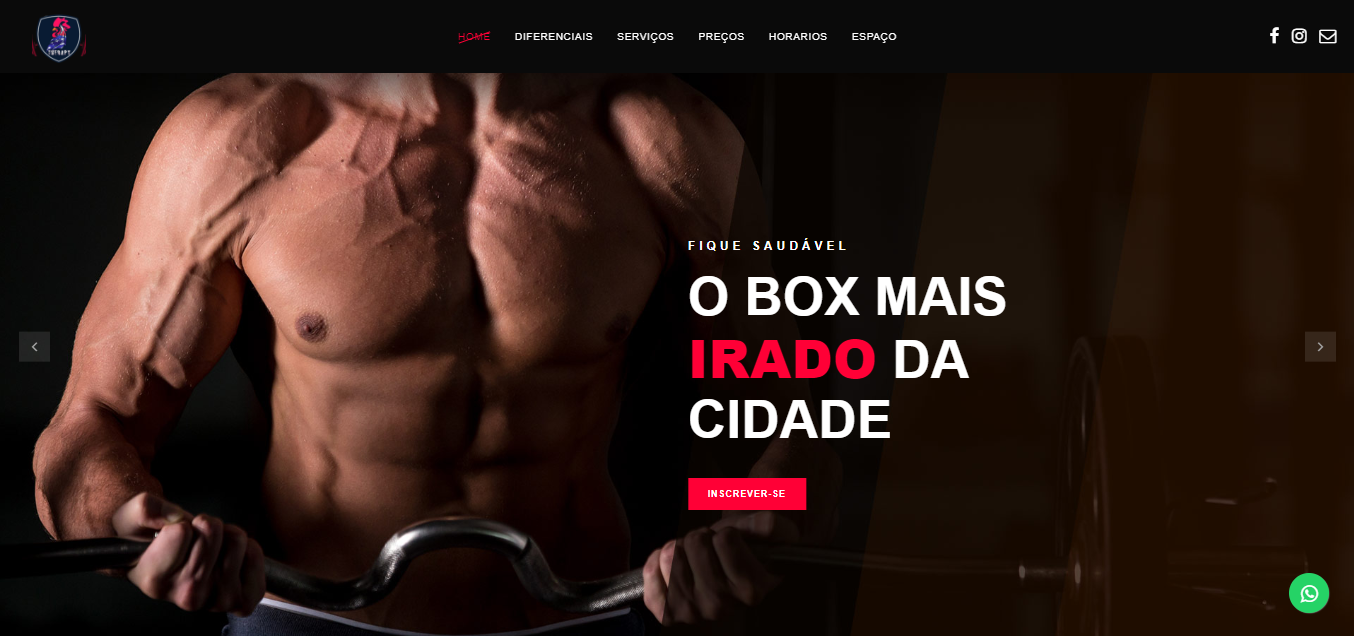 HOME
DIFERENCIAIS
SERVIÇOS
PREÇOS
HORARIOS
ESPAÇO
FIQUE SAUDÁVEL
O BOX MAIS
IRADO DA
CIDADE
INSCREVER-SE